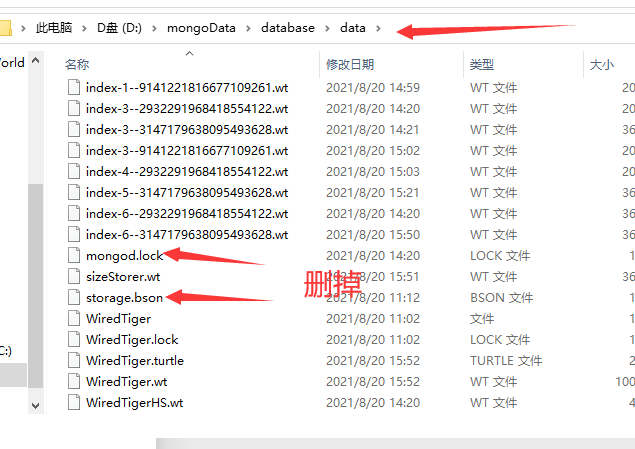 此电脑 > D盘 (D:) > mongoData > database > data >
World
名称 修改日期 类型 大小
index-1--9141221816677109261.wt 2021/8/20 14:59 WT 文件 20
index-3--2932291968418554122.wt 2021/8/20 14:20 WT 文件 20
index-3--3147179638095493628.wt 2021/8/20 14:21 WT 文件 36
index-3--9141221816677109261.wt 2021/8/20 15:02 WT 文件 20
index-4--2932291968418554122.wt 2021/8/20 15:03 WT 文件 20
index-5--3147179638095493628.wt 2021/8/20 15:21 WT 文件 36
index-6--2932291968418554122.wt 2021/8/20 14:20 WT 文件 20
index-6--3147179638095493628.wt 2021/8/20 15:50 WT 文件 36
mongod.lock 2021/8/20 14:20 LOCK 文件 1
sizeStorer.wt 2021/8/20 15:51 WT 文件 36
删掉
storage.bson 2021/8/20 11:12 BSON 文件 1
WiredTiger 2021/8/20 11:02 文件 1
WiredTiger.lock 2021/8/20 11:02 LOCK 文件 1
C:)
WiredTiger.turtle 2021/8/20 15:52 TURTLE 文件 2
WiredTiger.wt 2021/8/20 15:52 WT 文件 100
WiredTigerHS.wt 2021/8/20 14:20 WT 文件 4